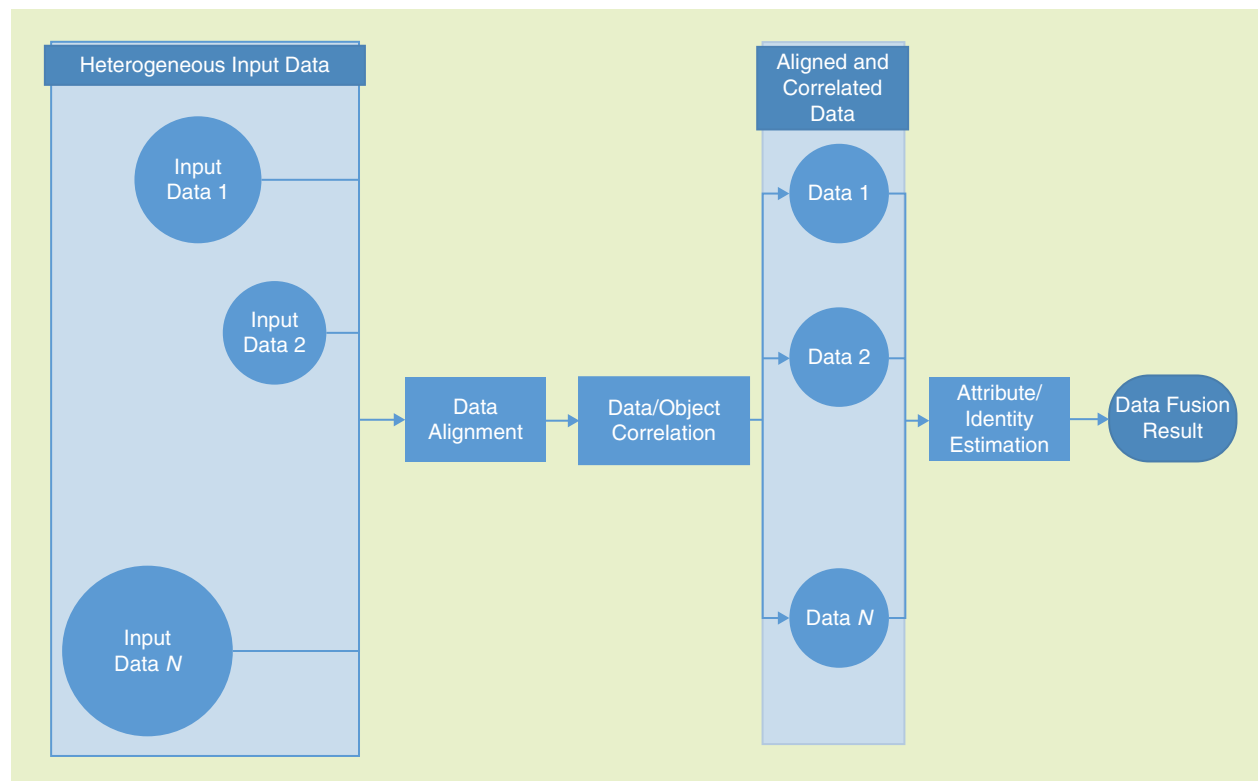 Heterogeneous Input Data
Input
Data 1
Input
Data 2
Input
Data N
Data
Alignment
Data/Object
Correlation
Aligned and
Correlated
Data
Data 1
Data 2
Data N
Attribute/
Identity
Estimation
Data Fusion
Result